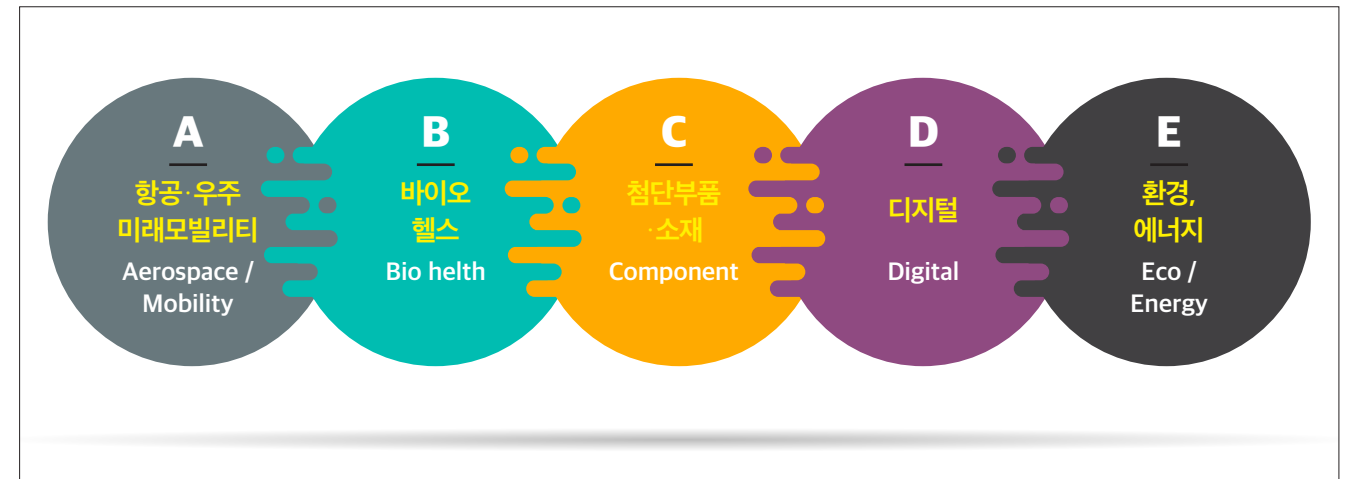 A
항공·우주
미래모빌리티
Aerospace /
Mobility
B
바이오
헬스
Bio helth
C
첨단부품
·소재
Component
D
디지털
Digital
E
환경,
에너지
Eco /
Energy